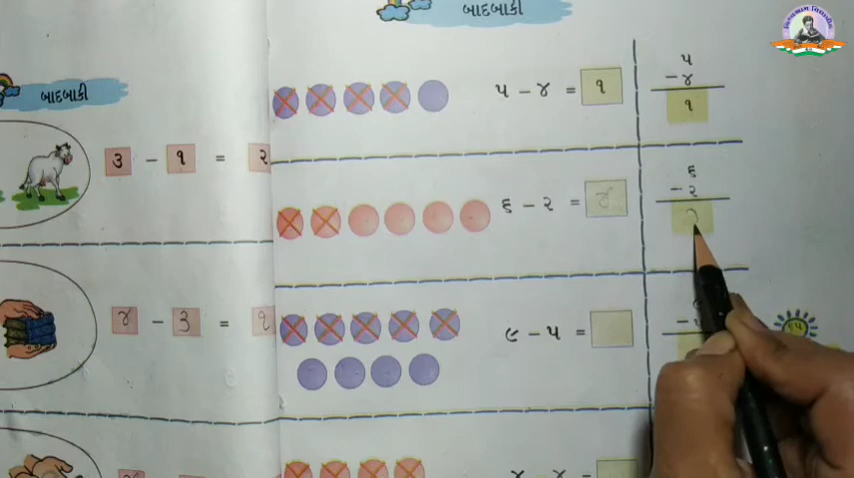 બાદબાકી
૩ - ૧ = ૨
૪ - ૩ = ૧
બાદબાકી
૫ - ૪ = ૧
૫
- ૪
૧
૬ - ૨ = ૪
૬
- ૨
૯ - ૫ =